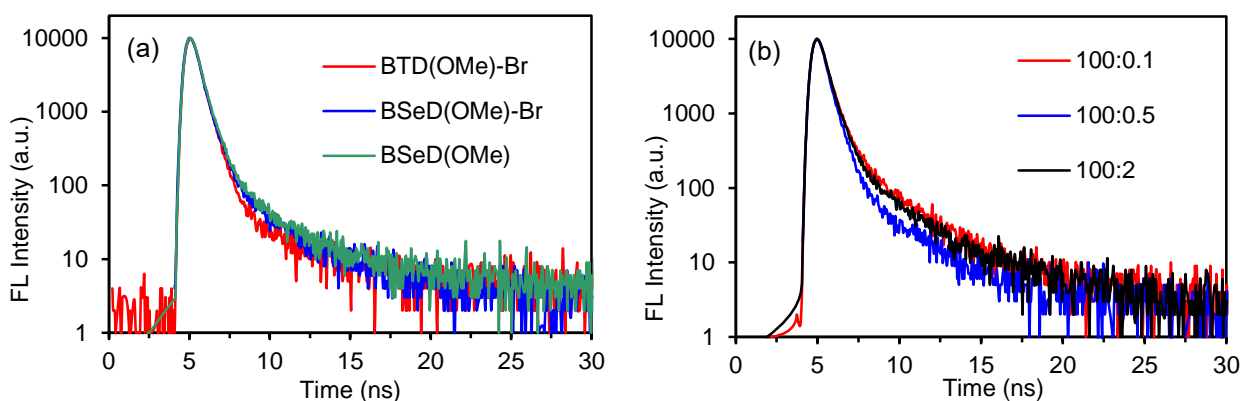 (a)
BTD(OMe)-Br
BSeD(OMe)-Br
BSeD(OMe)
FL Intensity (a.u.)
10000
1000
100
10
1
0 5 10 15 20 25 30
Time (ns)
(b)
100:0.1
100:0.5
100:2
FL Intensity (a.u.)
10000
1000
100
10
1
0 5 10 15 20 25 30
Time (ns)